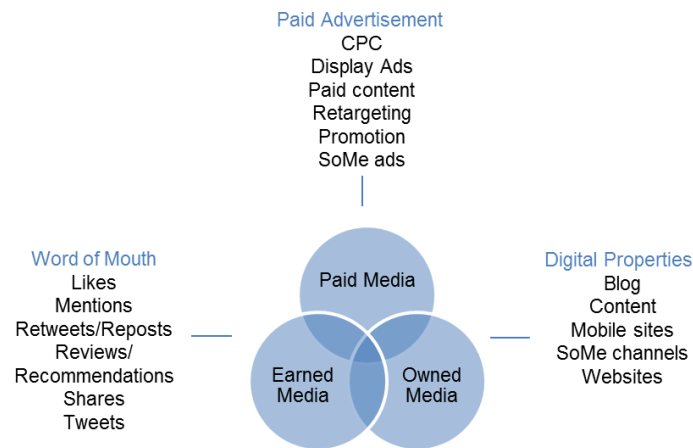 Paid Advertisement
CPC
Display Ads
Paid content
Retargeting
Promotion
SoMe ads
Paid Media
Word of Mouth
Likes
Mentions
Retweets/Reposts
Reviews/
Recommendations
Shares
Tweets
Earned
Media
Owned
Media
Digital Properties
Blog
Content
Mobile sites
SoMe channels
Websites